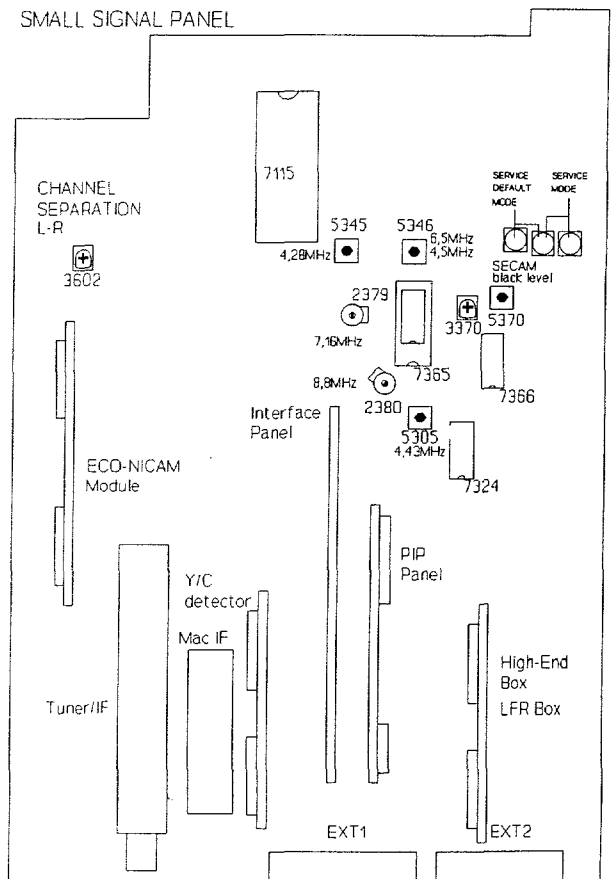 SMALL SIGNAL PANEL
7115
CHANNEL
SEPARATION
L-R
3602
SERVICE
DEFAULT
MODE
SERVICE
MODE
5345
4,28MHz
5346
6,5MHz
4,5MHz
SECAM
black level
5370
2379
7,16MHz
3370
7365
7366
8,8MHz
2380
Interface
Panel
5305
4,43MHz
7324
ECO-NICAM
Module
PIP
Panel
Y/C
detector
Mac IF
Tuner/IF
High-End
Box
LFR Box
EXT1
EXT2